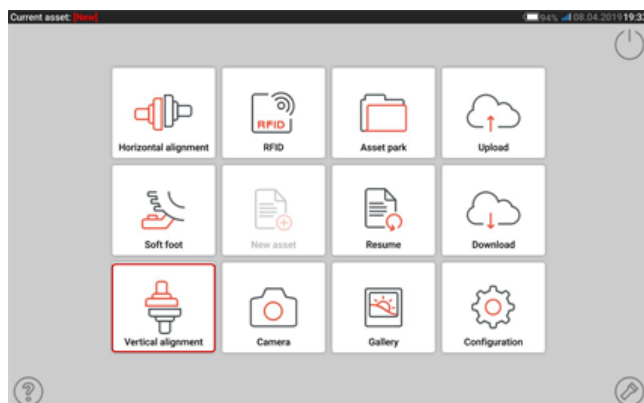 Current asset: [New]
94% 08.04.2019 19:33
Horizontal alignment
RFID
RFID
Asset park
Upload
Soft foot
New asset
Resume
Download
Vertical alignment
Camera
Gallery
Configuration
?